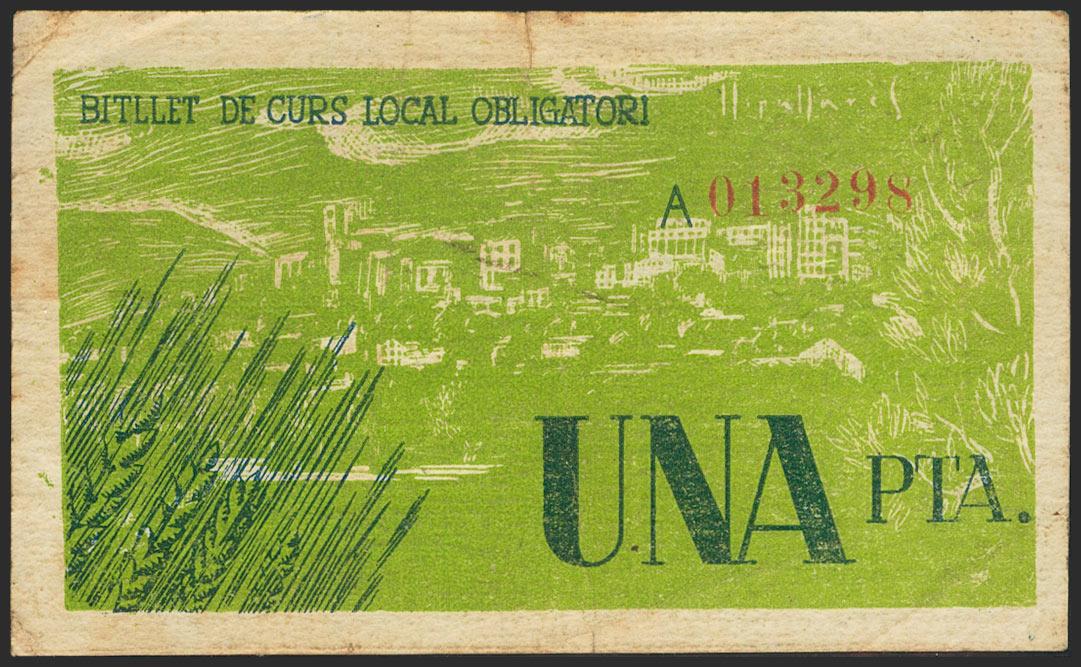 BITLLET DE CURS LOCAL OBLIGATORI
A 013298
UNA PTA.